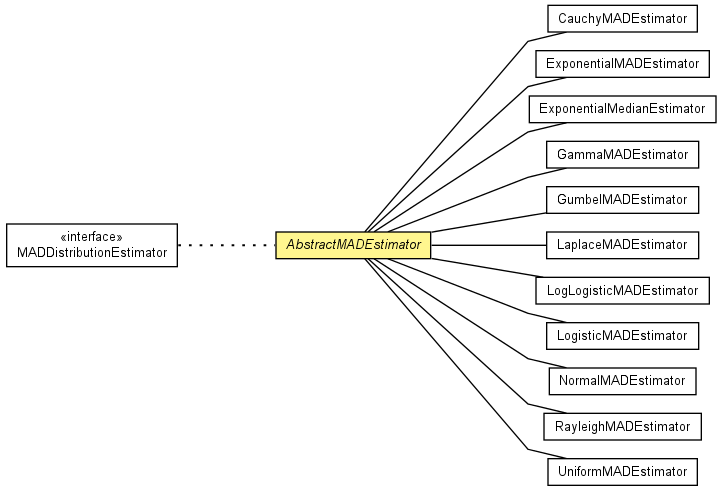 «interface»
MADDistributionEstimator
AbstractMADEstimator
CauchyMADEstimator
ExponentialMADEstimator
ExponentialMedianEstimator
GammaMADEstimator
GumbelMADEstimator
LaplaceMADEstimator
LogLogisticMADEstimator
LogisticMADEstimator
NormalMADEstimator
RayleighMADEstimator
UniformMADEstimator